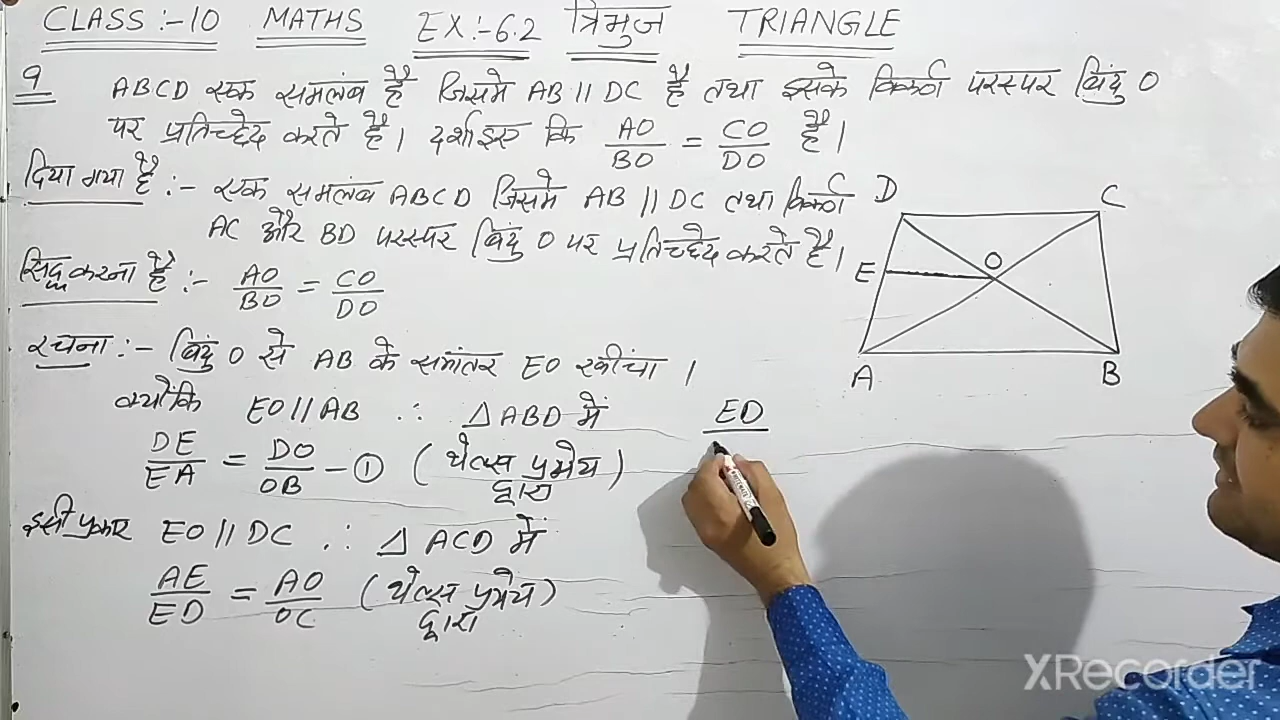 CLASS :- 10 MATHS EX :- 6.2 त्रिभुज TRIANGLE
9 ABCD एक समलंब है जिसमे AB || DC है तथा इसके विकर्ण परस्पर बिंदु O
पर प्रतिच्छेद करते है। दर्शाइए कि AO/BO = CO/DO है।
दिया गया है :- एक समलंब ABCD जिसमे AB || DC तथा विकर्ण
AC और BD परस्पर बिंदु O पर प्रतिच्छेद करते है।
सिद्ध करना है :- AO/BO = CO/DO
रचना :- बिंदु O से AB के समांतर EO खींचा ।
क्योंकि EO || AB ∴ △ ABD में
DE/EA = DO/OB - ① ( थेल्स प्रमेय द्वारा )
इसी प्रकार EO || DC ∴ △ ACD में
AE/ED = AO/OC ( थेल्स प्रमेय द्वारा )
ED
D C
E O
A B
XRecorder